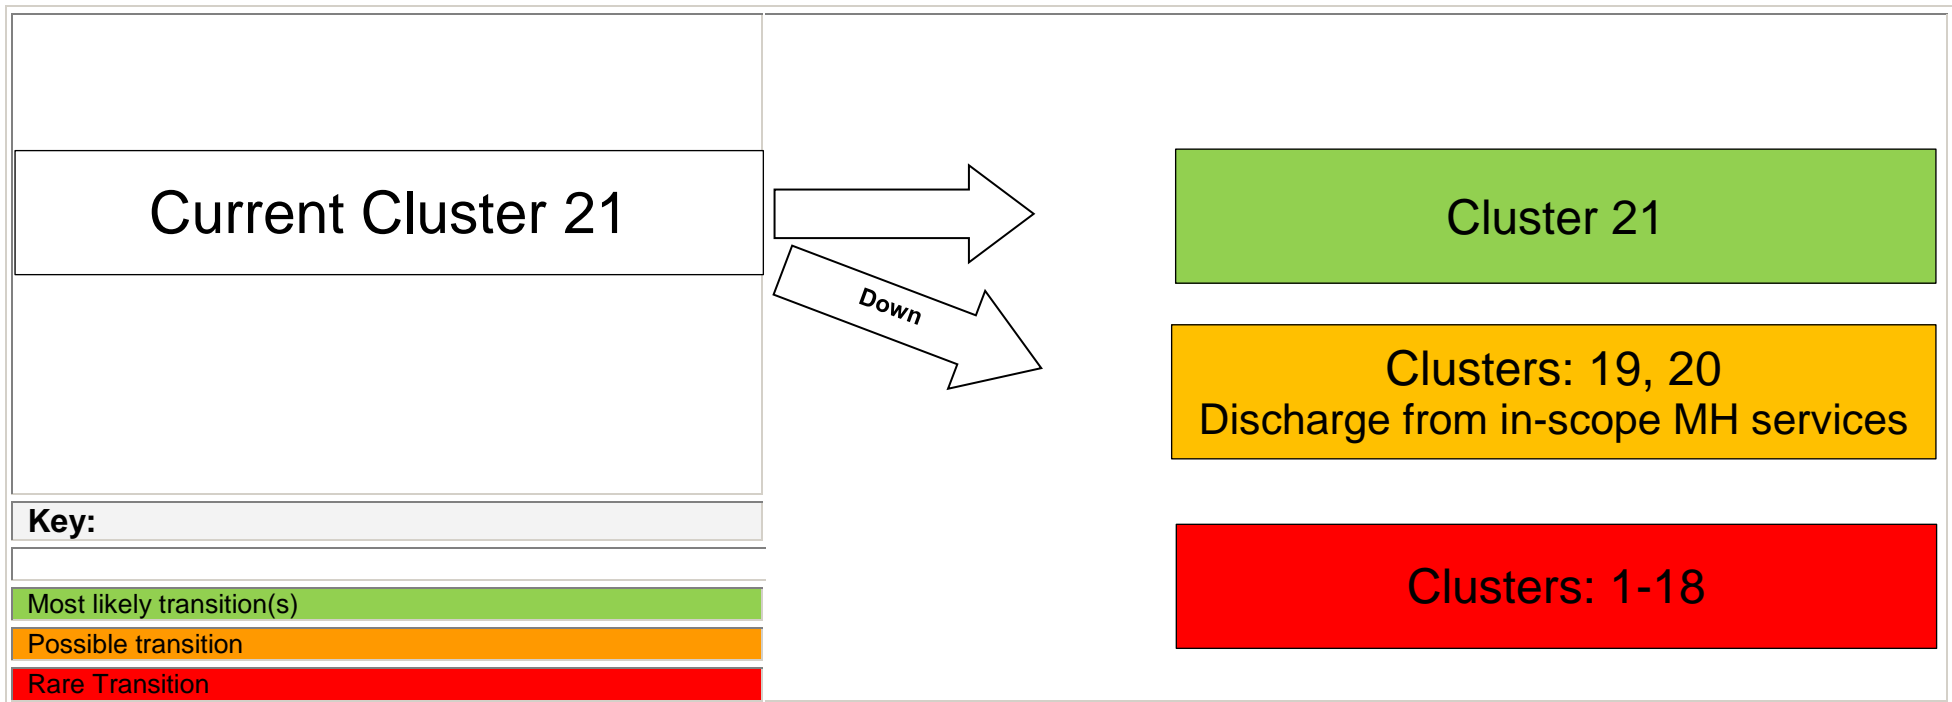 Current Cluster 21
Down
Cluster 21
Clusters: 19, 20
Discharge from in-scope MH services
Clusters: 1-18
Key:
Most likely transition(s)
Possible transition
Rare Transition